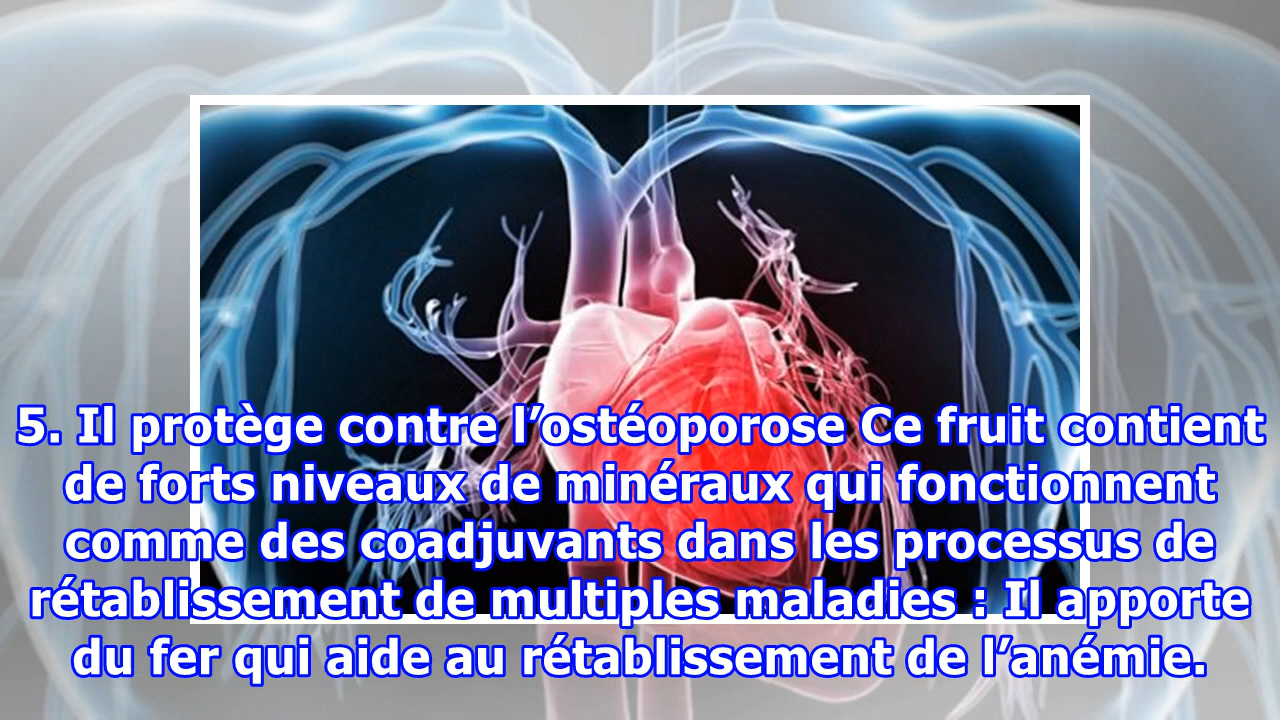 5. Il protège contre l’ostéoporose Ce fruit contient
de forts niveaux de minéraux qui fonctionnent
comme des coadjuvants dans les processus de
rétablissement de multiples maladies : Il apporte
du fer qui aide au rétablissement de l’anémie.